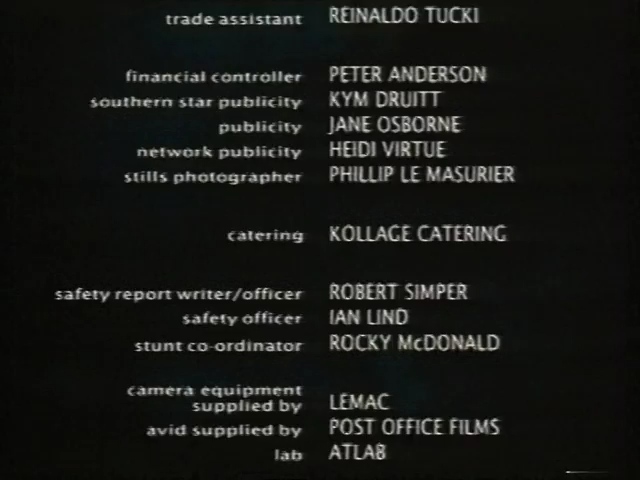 trade assistant REINALDO TUCKI
financial controller PETER ANDERSON
southern star publicity KYM DRUITT
publicity JANE OSBORNE
network publicity HEIDI VIRTUE
stills photographer PHILLIP LE MASURIER
catering KOLLAGE CATERING
safety report writer/officer ROBERT SIMPER
safety officer IAN LIND
stunt co-ordinator ROCKY McDONALD
camera equipment
supplied by LEMAC
avid supplied by POST OFFICE FILMS
lab ATLAB